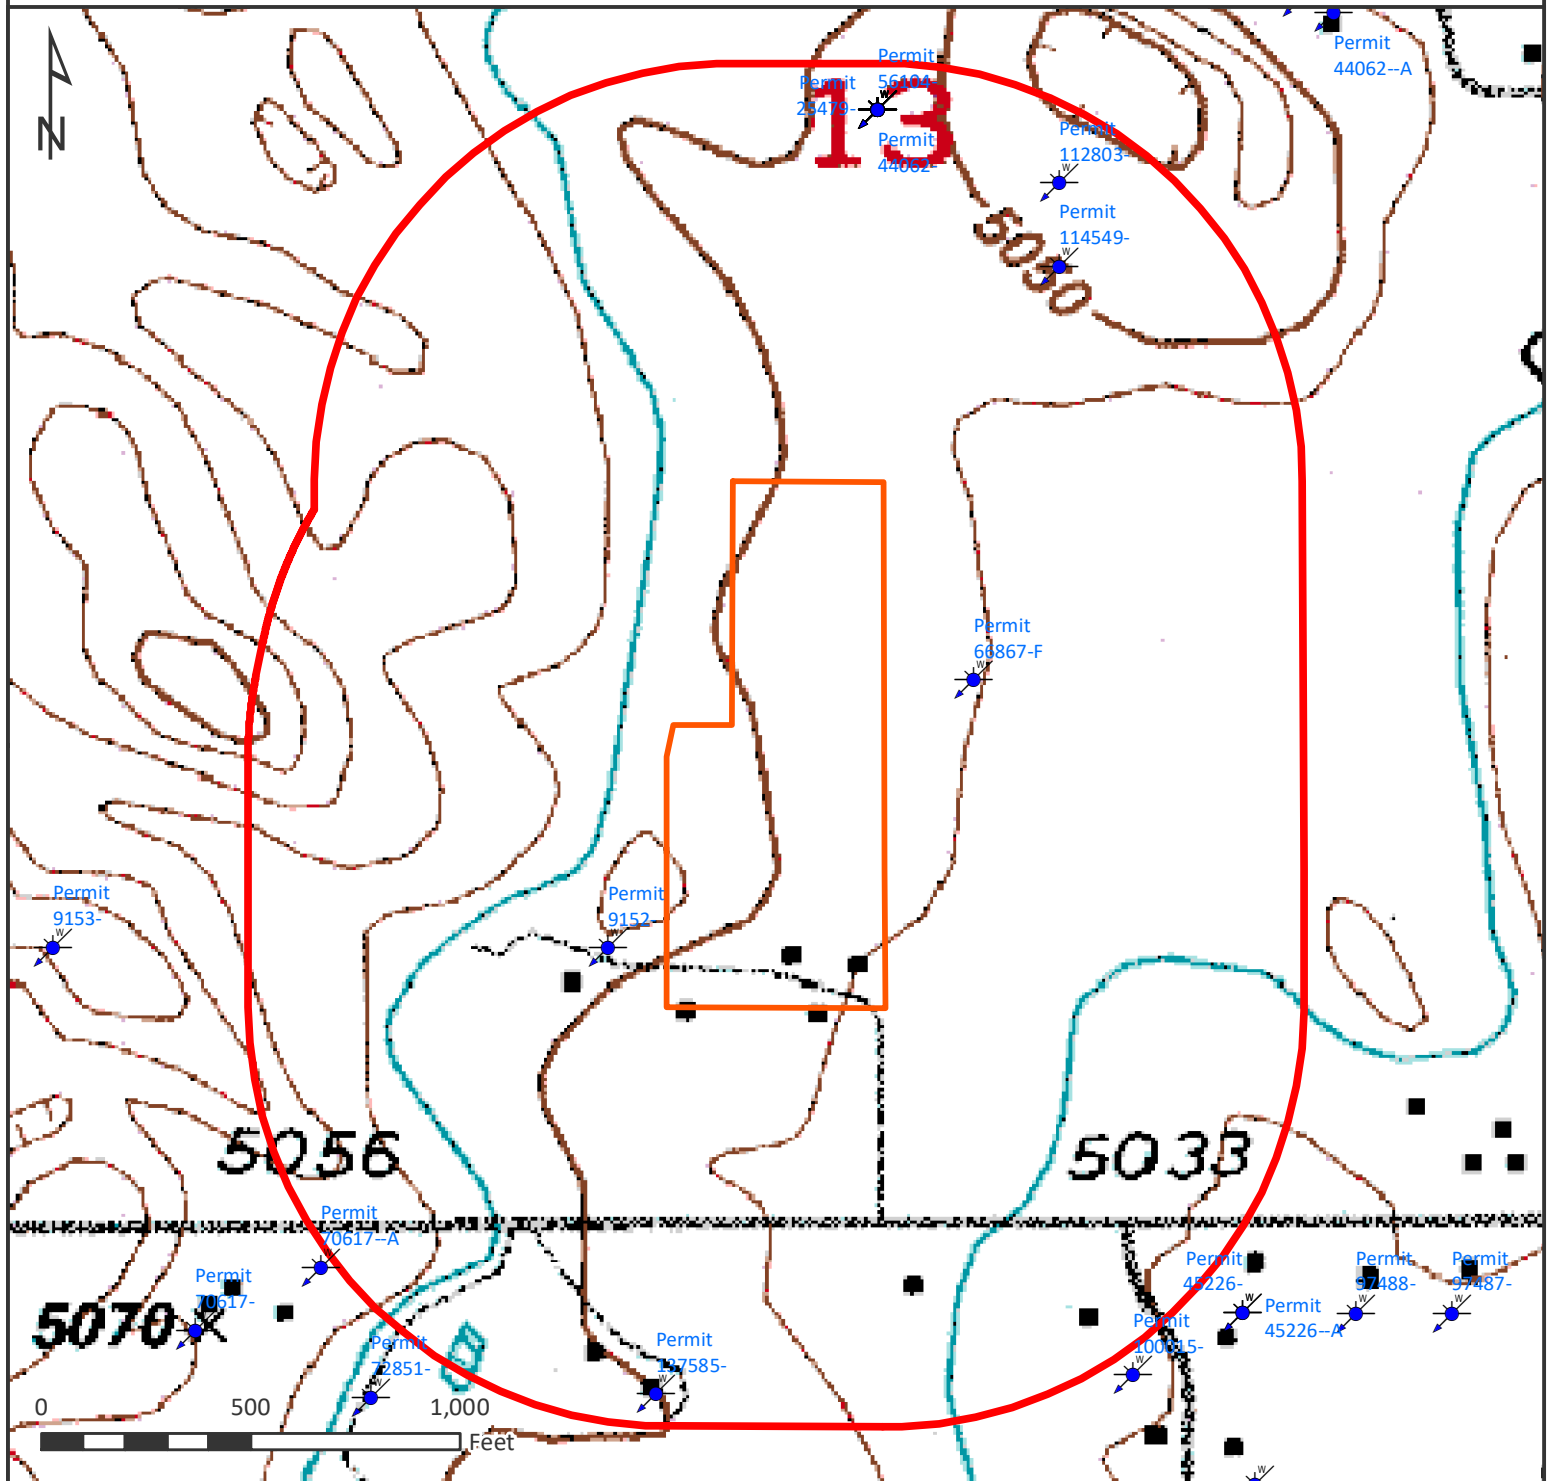 N
Permit
44062--A
Permit
56104-
Permit
25479-
13
Permit
44062-
Permit
112803-
Permit
114549-
5050
Permit
66867-F
Permit
9153-
Permit
9152-
5056
5033
Permit
70617--A
Permit
70617-
5070
Permit
72851-
Permit
137585-
Permit
45226-
Permit
45226--A
Permit
97488-
Permit
97487-
Permit
100615-
0 500 1,000
Feet